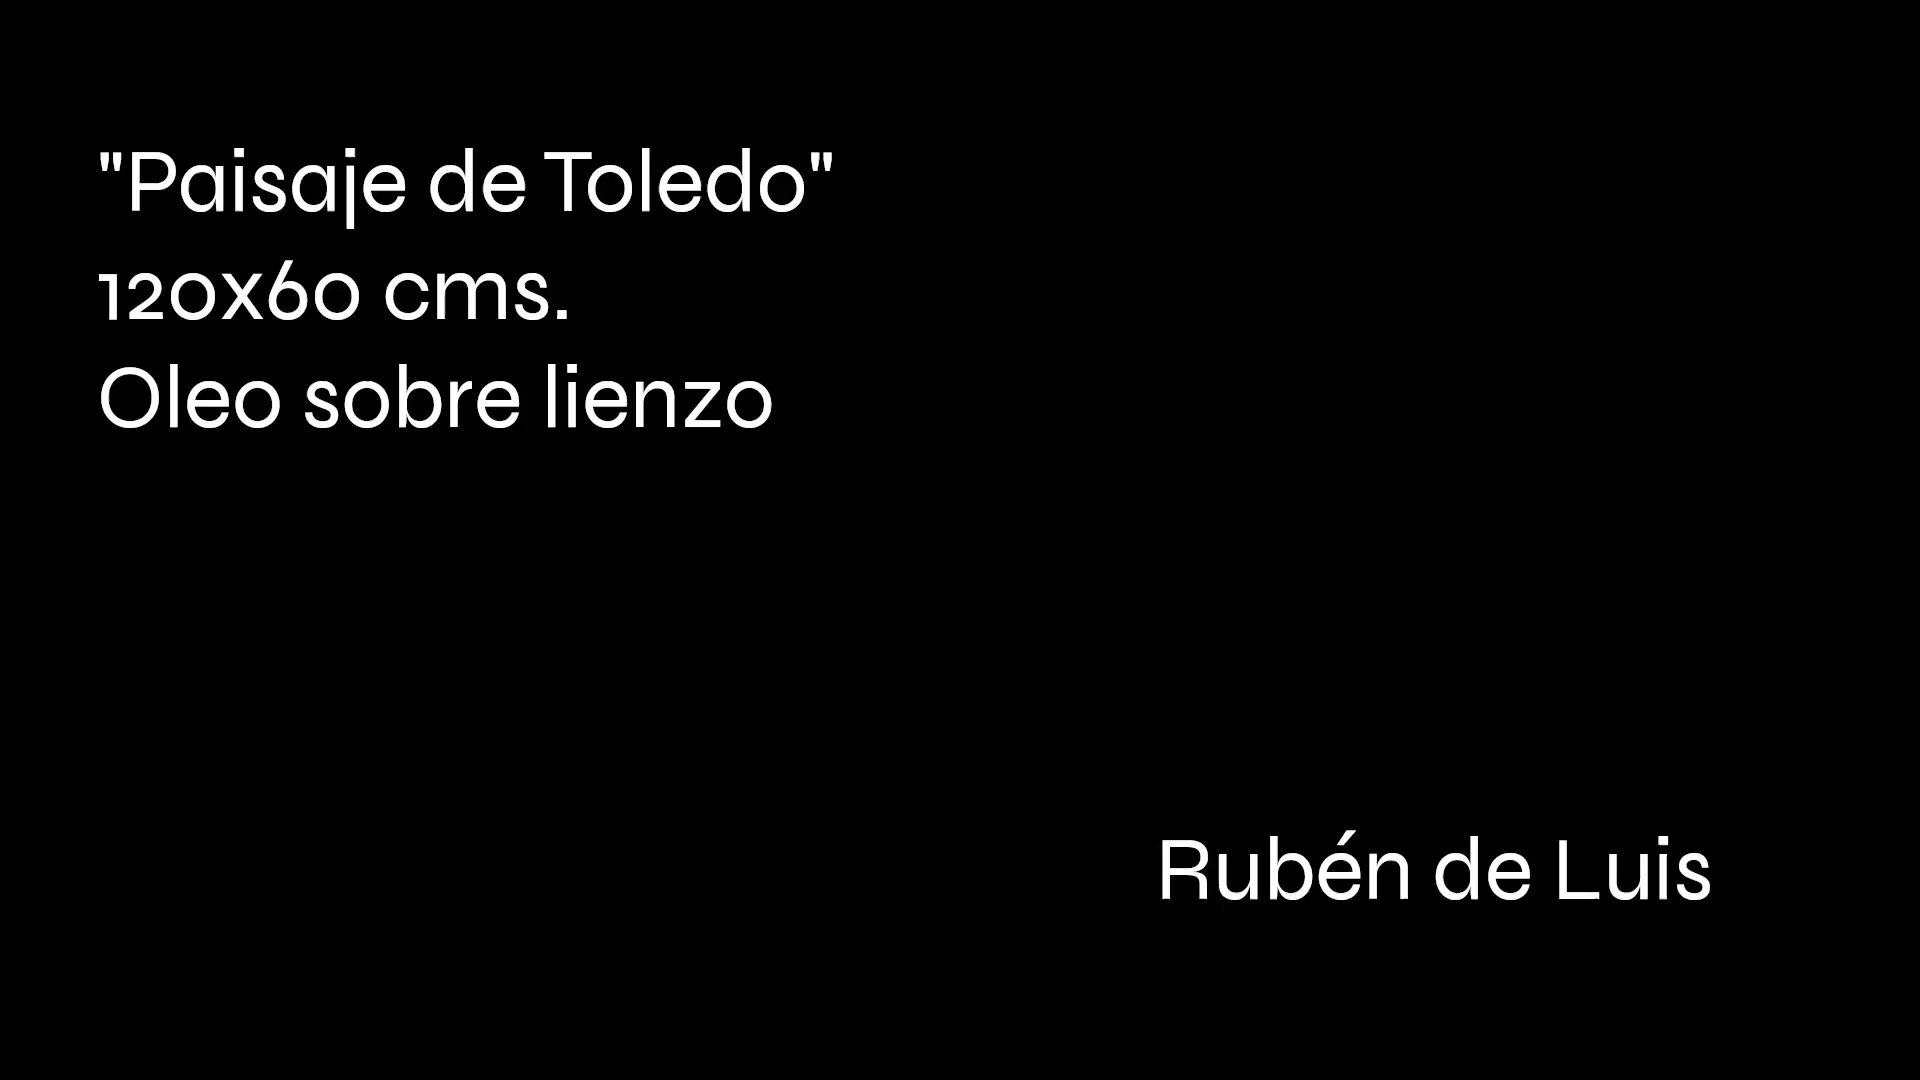 "Paisaje de Toledo"
120x60 cms.
Oleo sobre lienzo
Rubén de Luis